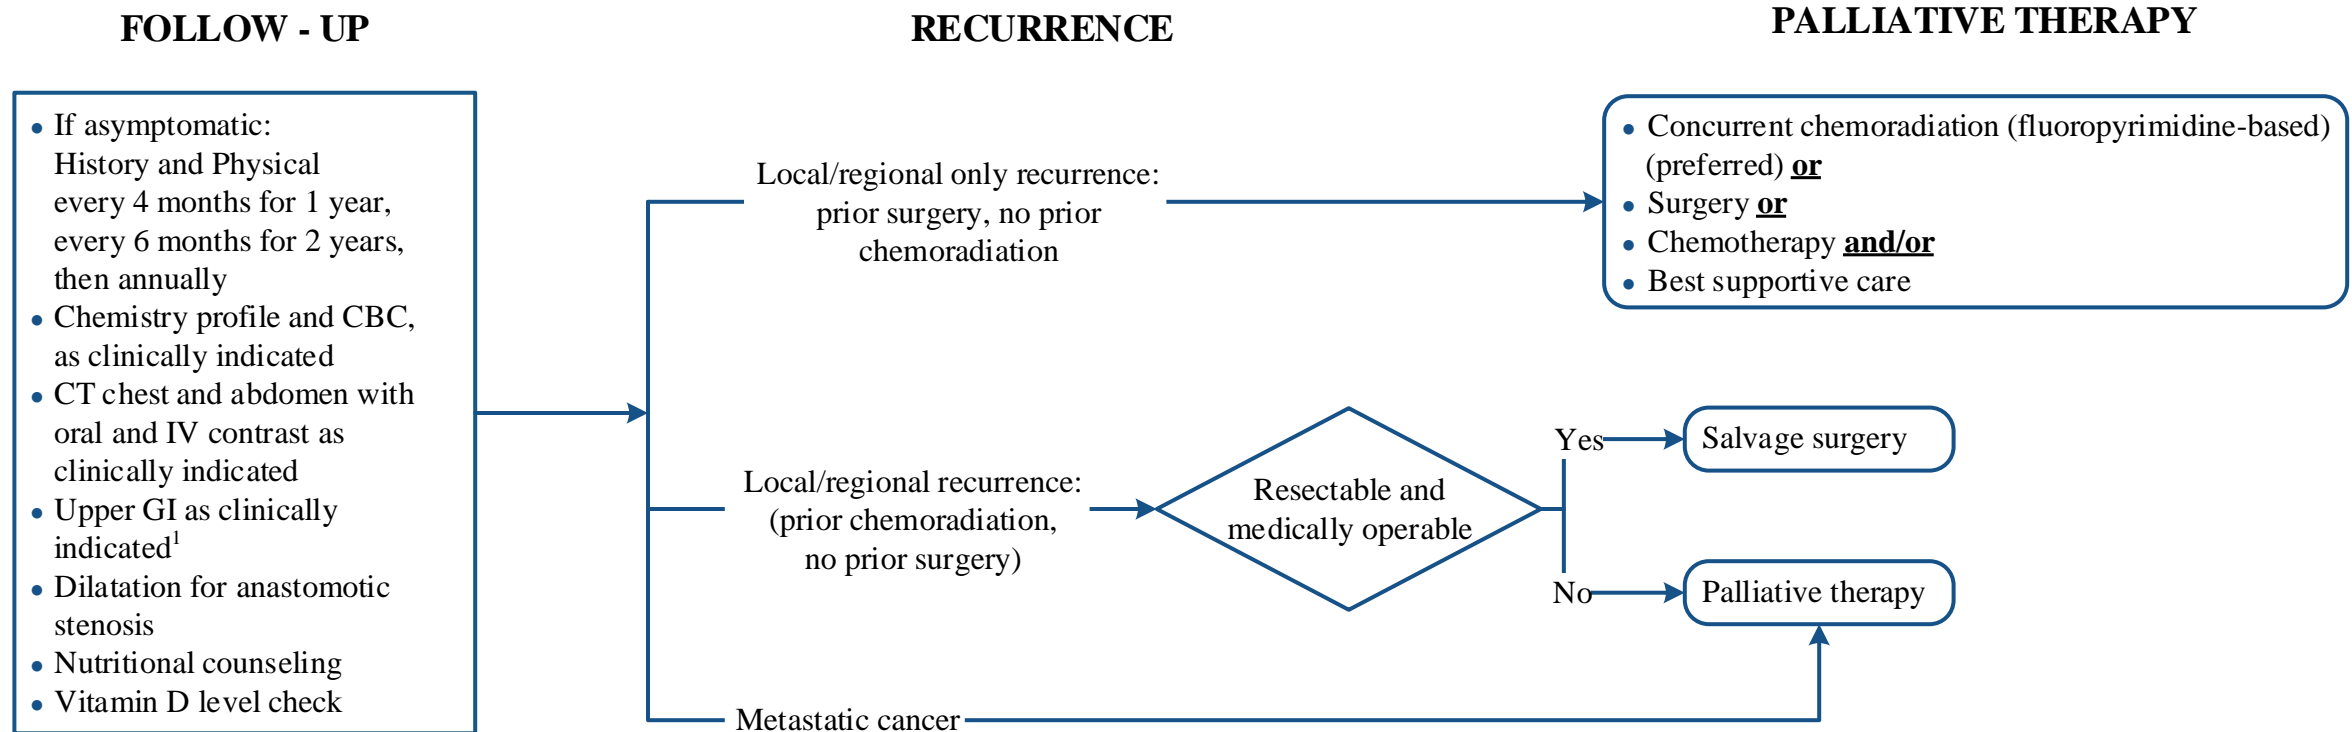 FOLLOW - UP
RECURRENCE
PALLIATIVE THERAPY
• If asymptomatic:
History and Physical
every 4 months for 1 year,
every 6 months for 2 years,
then annually
• Chemistry profile and CBC,
as clinically indicated
• CT chest and abdomen with
oral and IV contrast as
clinically indicated
• Upper GI as clinically
indicated¹
• Dilatation for anastomotic
stenosis
• Nutritional counseling
• Vitamin D level check
Local/regional only recurrence:
prior surgery, no prior
chemoradiation
• Concurrent chemoradiation (fluoropyrimidine-based)
(preferred) or
• Surgery or
• Chemotherapy and/or
• Best supportive care
Local/regional recurrence:
(prior chemoradiation,
no prior surgery)
Resectable and
medically operable
Yes
Salvage surgery
No
Palliative therapy
Metastatic cancer